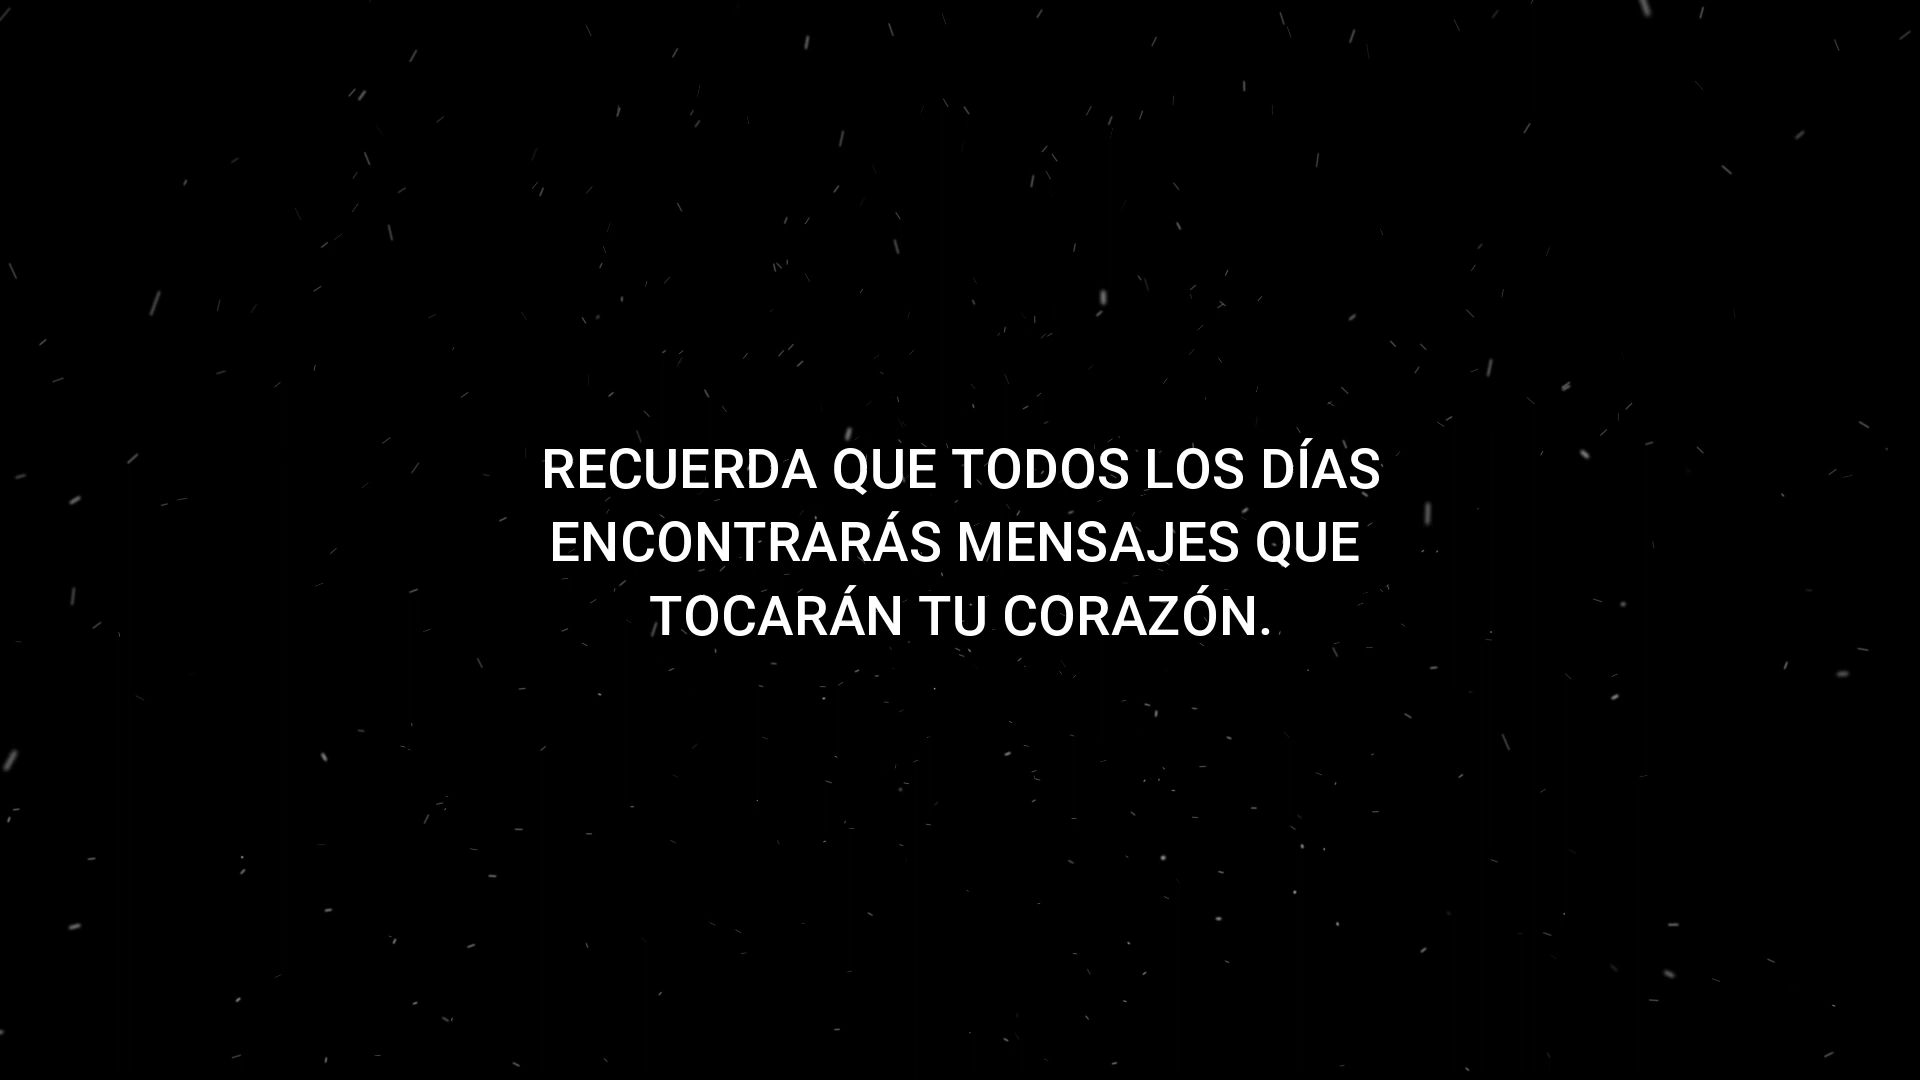 RECUERDA QUE TODOS LOS DÍAS
ENCONTRARÁS MENSAJES QUE
TOCARÁN TU CORAZÓN.